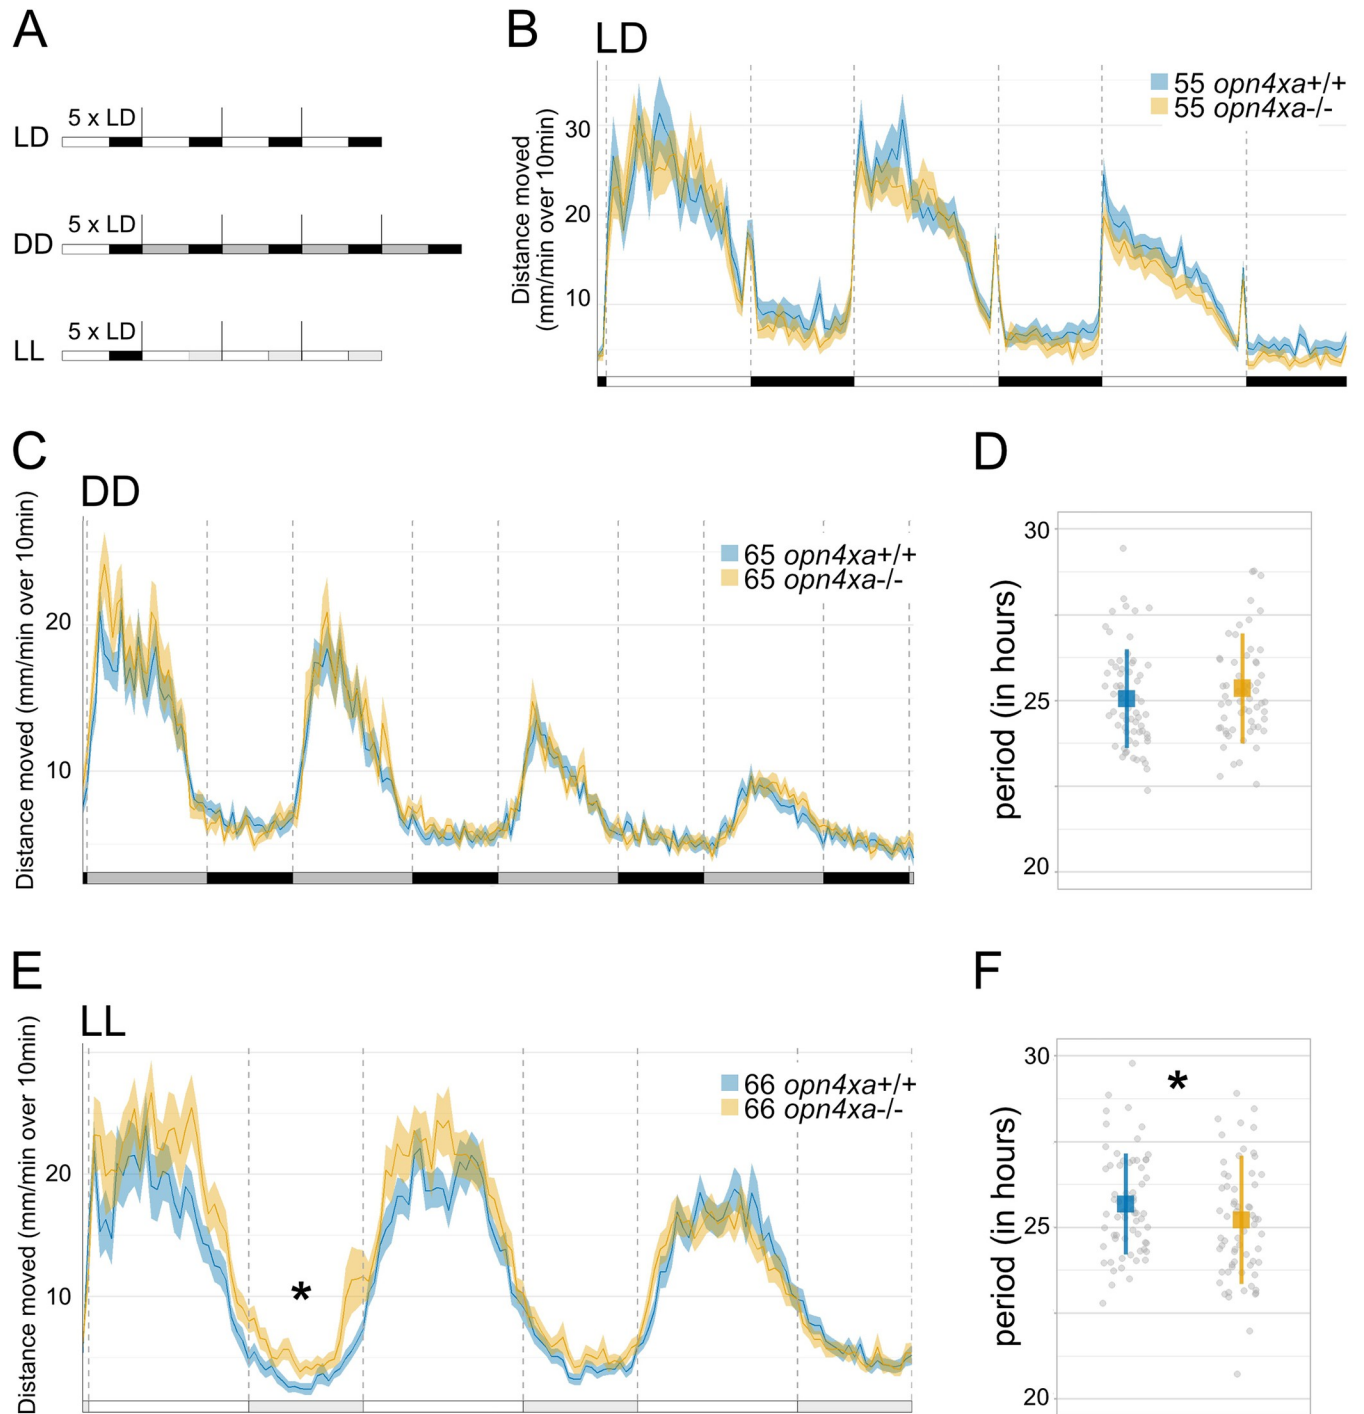 A
5 x LD
LD
5 x LD
DD
5 x LD
LL
B
LD
Distance moved
(mm/min over 10min)
30
20
10
55 opn4xa+/+
55 opn4xa-/-
C
DD
Distance moved (mm/min over 10min)
20
10
65 opn4xa+/+
65 opn4xa-/-
D
period (in hours)
30
25
20
E
LL
Distance moved (mm/min over 10min)
20
10
66 opn4xa+/+
66 opn4xa-/-
*
F
period (in hours)
30
25
20
*